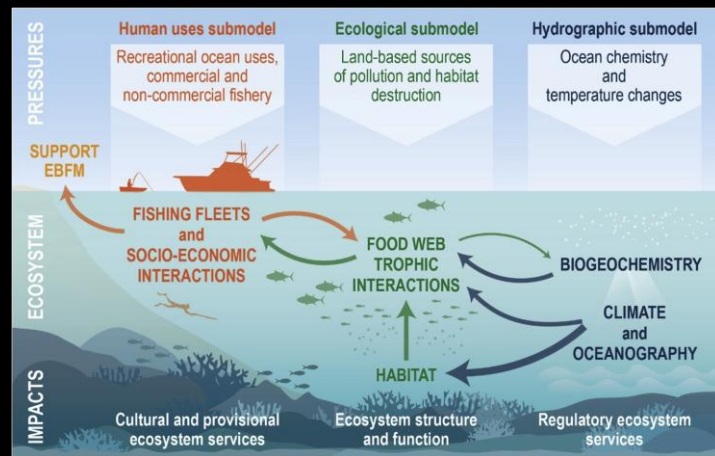 PRESSURES
Human uses submodel
Recreational ocean uses,
commercial and
non-commercial fishery
Ecological submodel
Land-based sources
of pollution and habitat
destruction
Hydrographic submodel
Ocean chemistry
and
temperature changes
SUPPORT
EBFM
ECOSYSTEM
FISHING FLEETS
and
SOCIO-ECONOMIC
INTERACTIONS
FOOD WEB
TROPHIC
INTERACTIONS
BIOGEOCHEMISTRY
CLIMATE
and
OCEANOGRAPHY
HABITAT
IMPACTS
Cultural and provisional
ecosystem services
Ecosystem structure
and function
Regulatory ecosystem
services